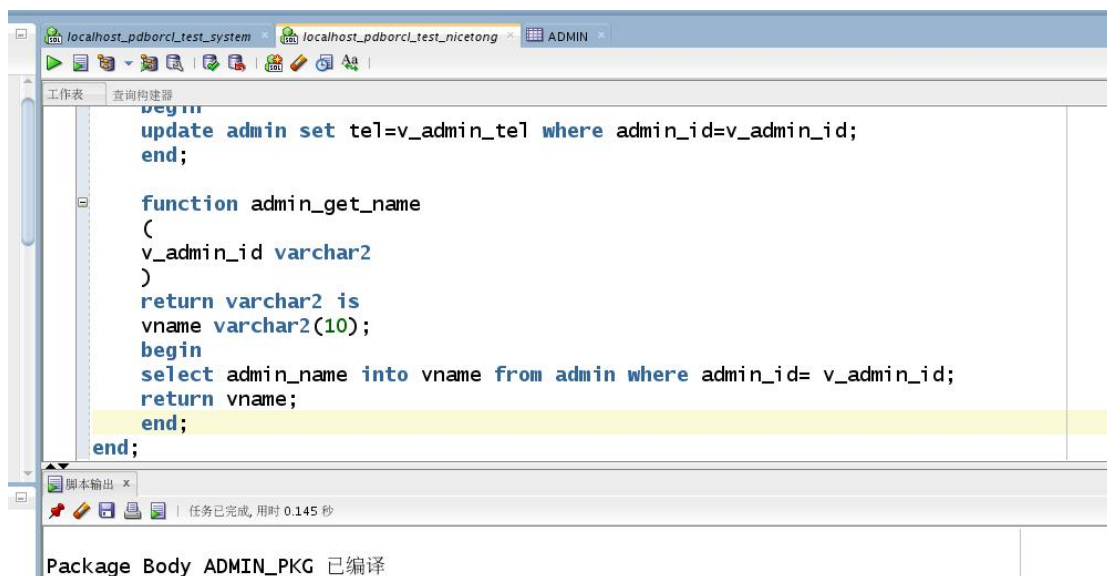 localhost_pdborcl_test_system
localhost_pdborcl_test_nicetong
ADMIN
工作表
查询构建器
begin
update admin set tel=v_admin_tel where admin_id=v_admin_id;
end;
function admin_get_name
(
v_admin_id varchar2
)
return varchar2 is
vname varchar2(10);
begin
select admin_name into vname from admin where admin_id= v_admin_id;
return vname;
end;
end;
脚本输出 x
任务已完成, 用时 0.145 秒
Package Body ADMIN_PKG 已编译